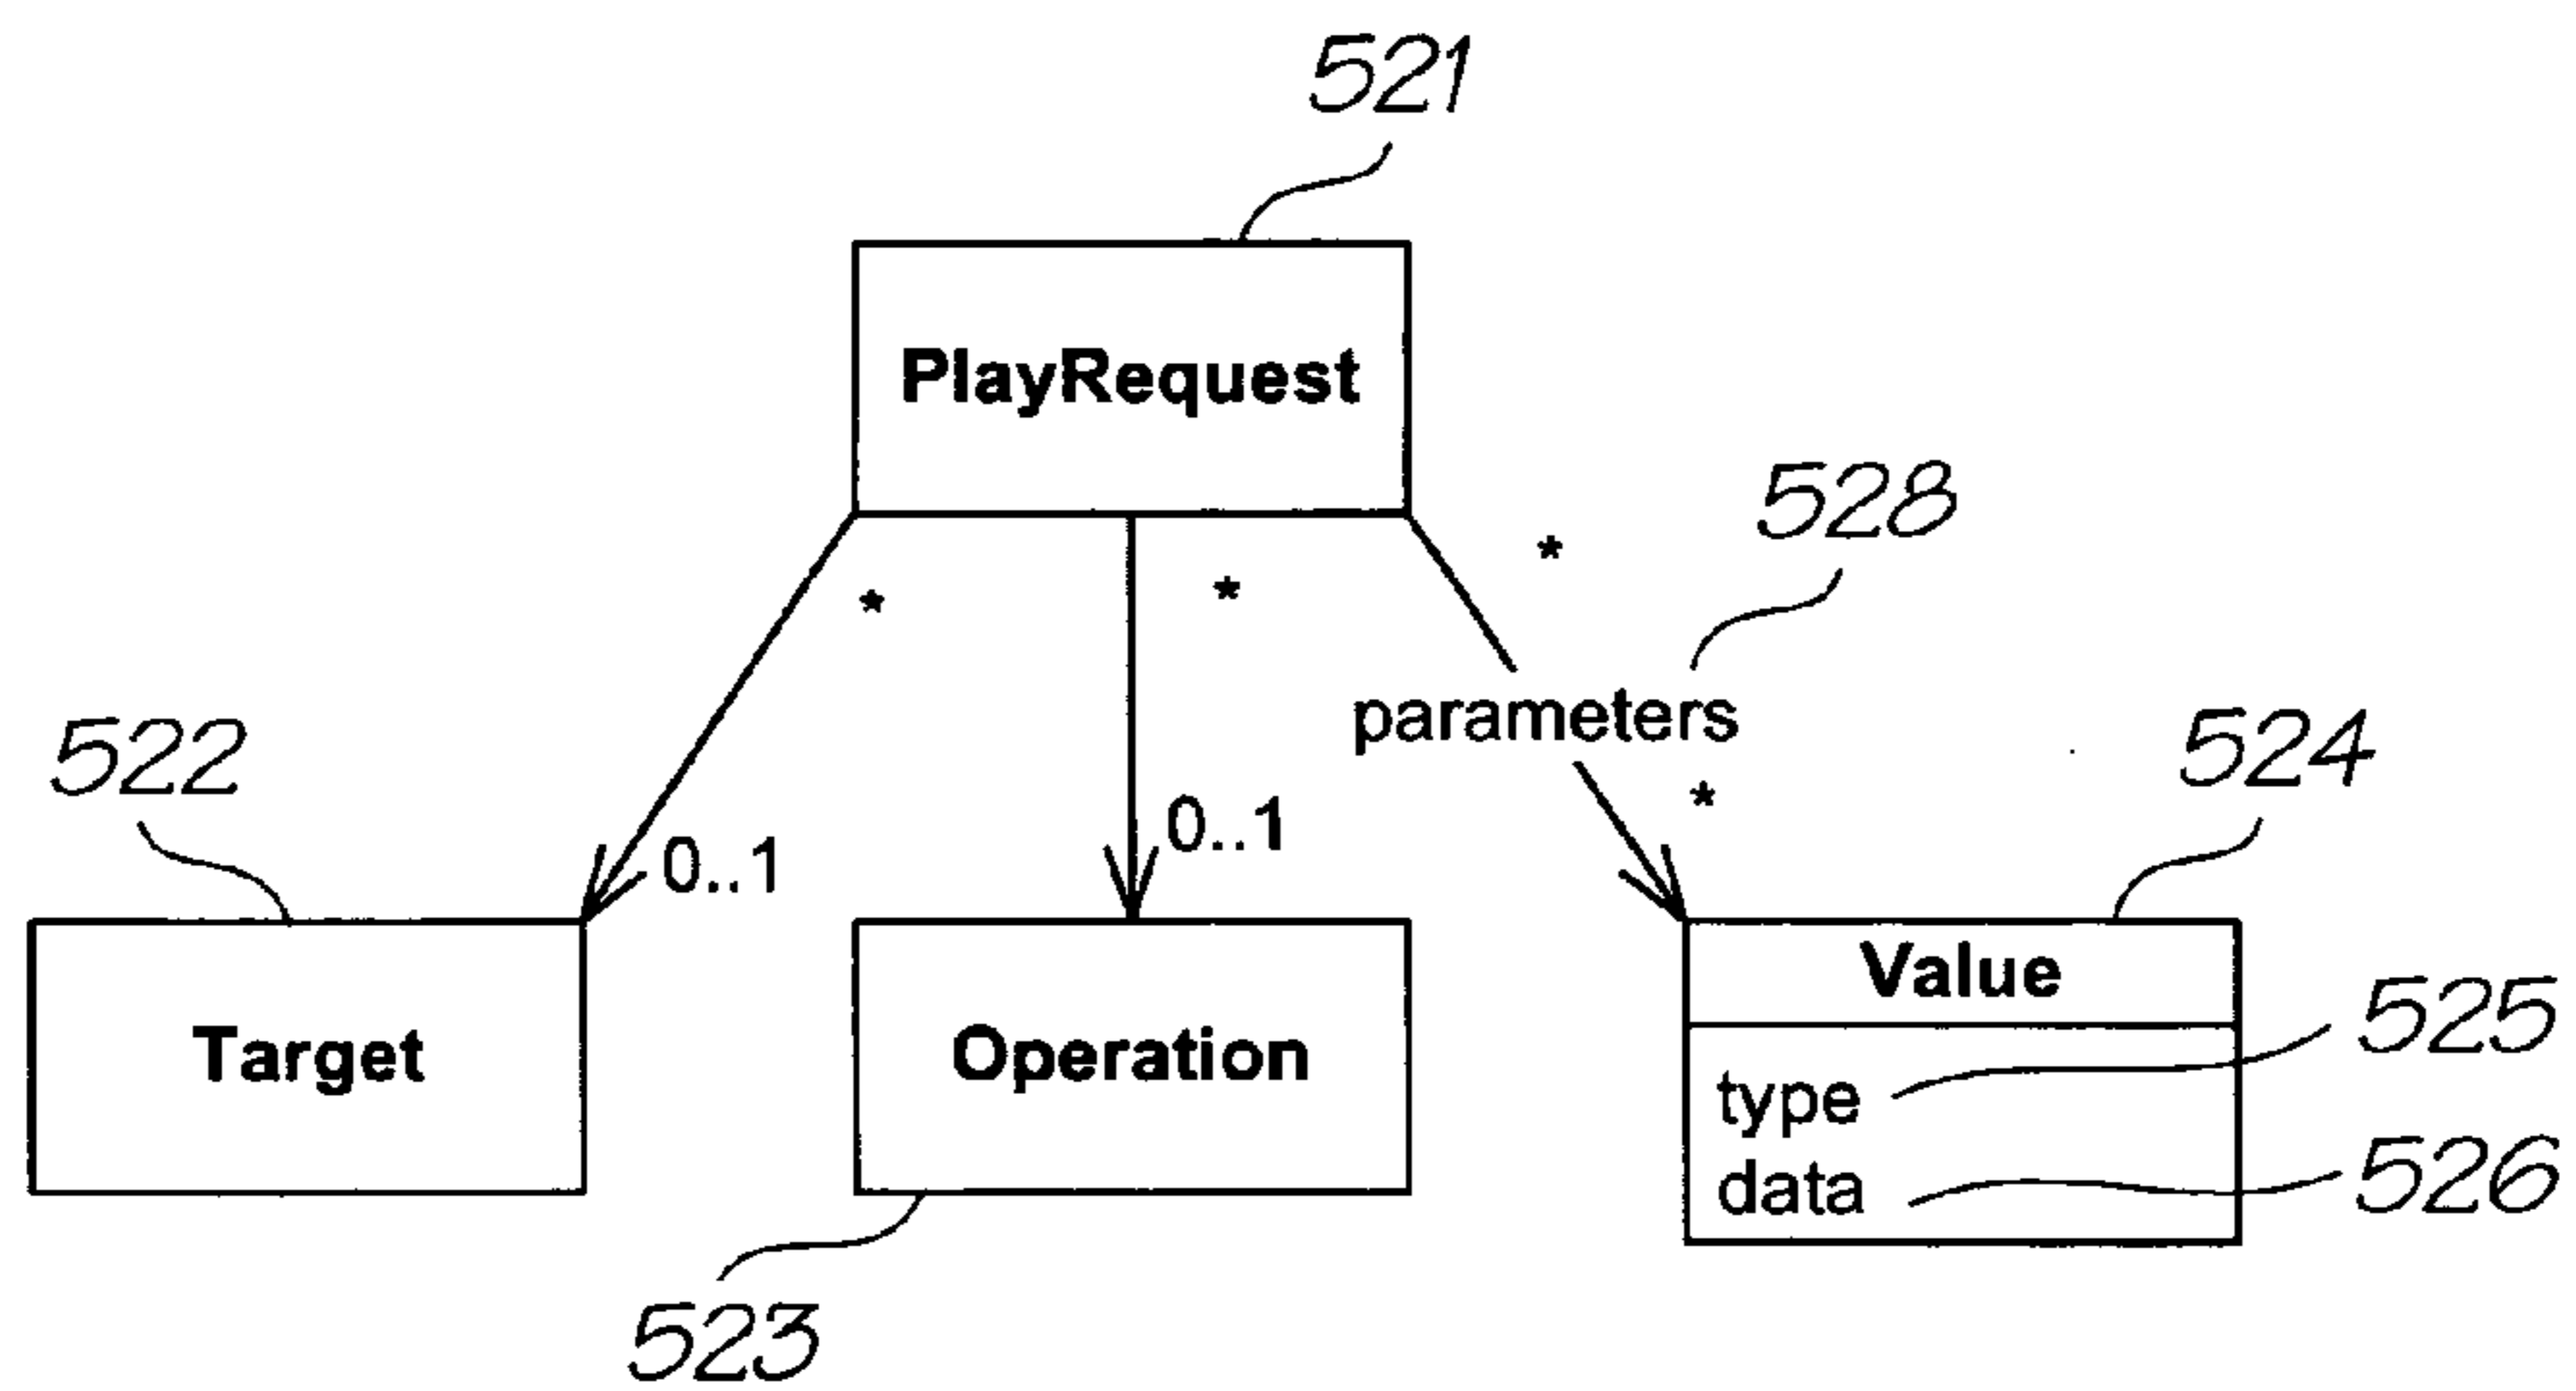 521
PlayRequest
528
*
*
*
parameters
522
524
*
0..1
0..1
Value
525
Target
Operation
type
data
526
523